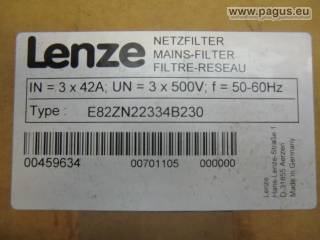 www.pagus.eu
Lenze
NETZFILTER
MAINS-FILTER
FILTRE-RESEAU
IN = 3 x 42A; UN = 3 x 500V; f = 50-60Hz
Type : E82ZN22334B230
00459634 00701105 000000
Lenze
Hans-Lenze-Straße 1
D-31855 Aerzen
Made in Germany